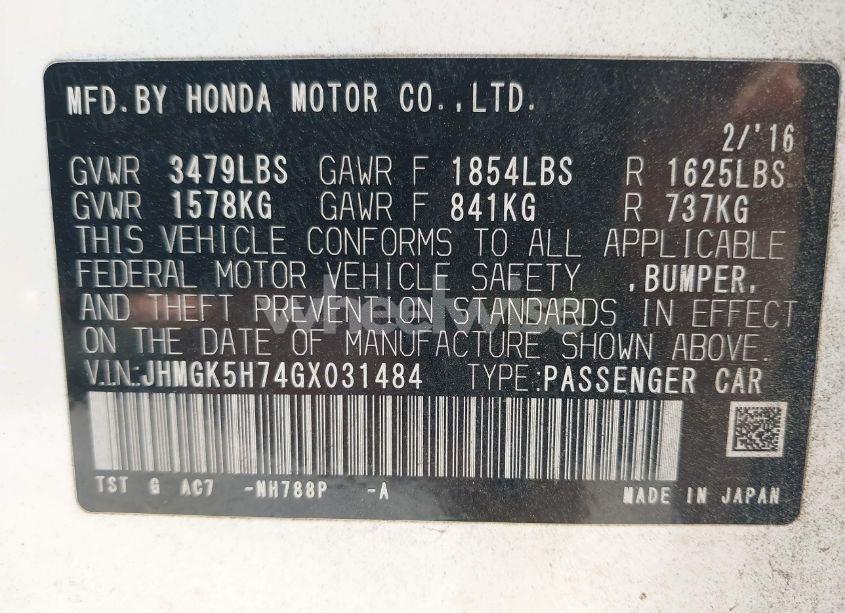 MFD.BY HONDA MOTOR CO.,LTD.
2/'16
GVWR 3479LBS GAWR F 1854LBS R 1625LBS
GVWR 1578KG GAWR F 841KG R 737KG
THIS VEHICLE CONFORMS TO ALL APPLICABLE
FEDERAL MOTOR VEHICLE SAFETY ,BUMPER,
AND THEFT PREVENTION STANDARDS IN EFFECT
ON THE DATE OF MANUFACTURE SHOWN ABOVE.
V.I.N.:JHMGK5H74GX031484 TYPE:PASSENGER CAR
TST G AC7 -NH788P -A
MADE IN JAPAN
wheelwise